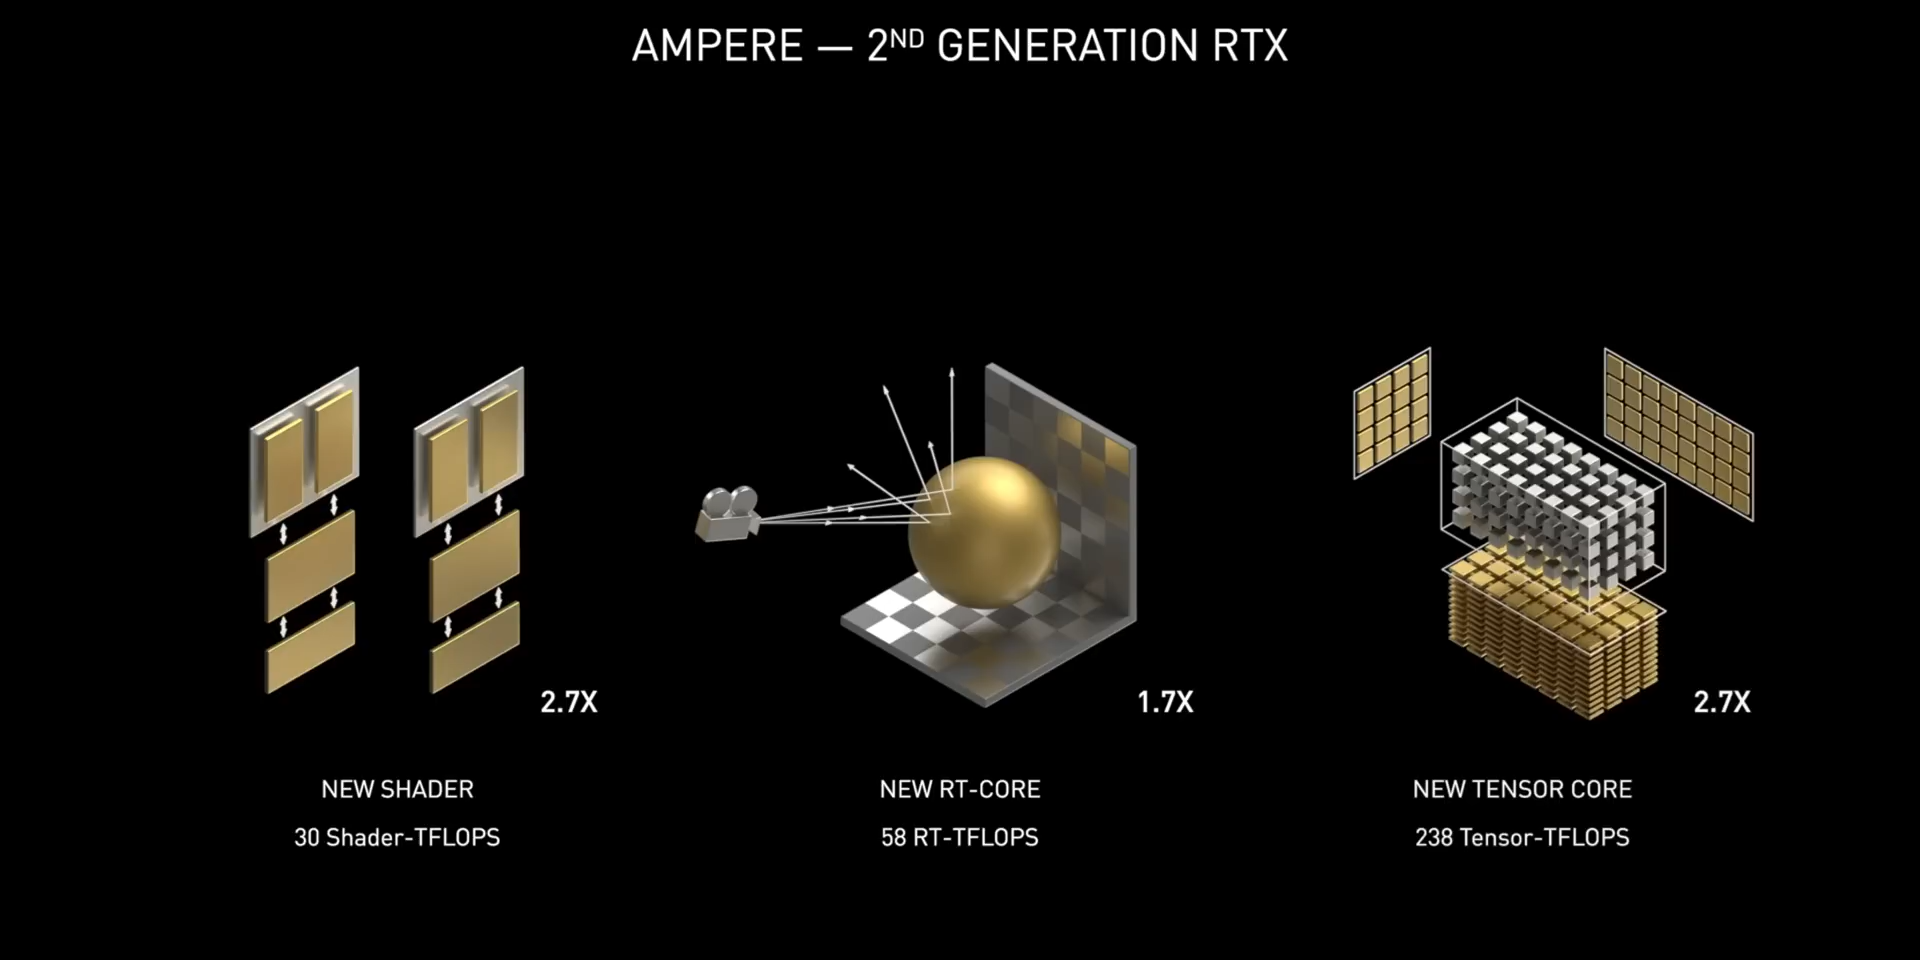 AMPERE — 2ND GENERATION RTX
2.7X
1.7X
2.7X
NEW SHADER
30 Shader-TFLOPS
NEW RT-CORE
58 RT-TFLOPS
NEW TENSOR CORE
238 Tensor-TFLOPS